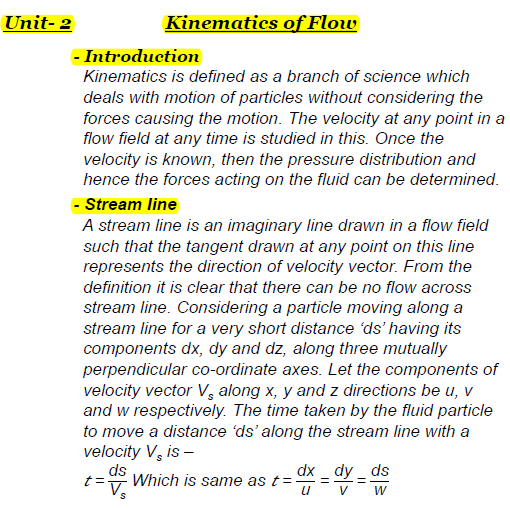 Unit- 2 Kinematics of Flow
- Introduction
Kinematics is defined as a branch of science which
deals with motion of particles without considering the
forces causing the motion. The velocity at any point in a
flow field at any time is studied in this. Once the
velocity is known, then the pressure distribution and
hence the forces acting on the fluid can be determined.
- Stream line
A stream line is an imaginary line drawn in a flow field
such that the tangent drawn at any point on this line
represents the direction of velocity vector. From the
definition it is clear that there can be no flow across
stream line. Considering a particle moving along a
stream line for a very short distance ‘ds’ having its
components dx, dy and dz, along three mutually
perpendicular co-ordinate axes. Let the components of
velocity vector Vₛ along x, y and z directions be u, v
and w respectively. The time taken by the fluid particle
to move a distance ‘ds’ along the stream line with a
velocity Vₛ is –
t = ds/Vₛ Which is same as t = dx/u = dy/v = ds/w